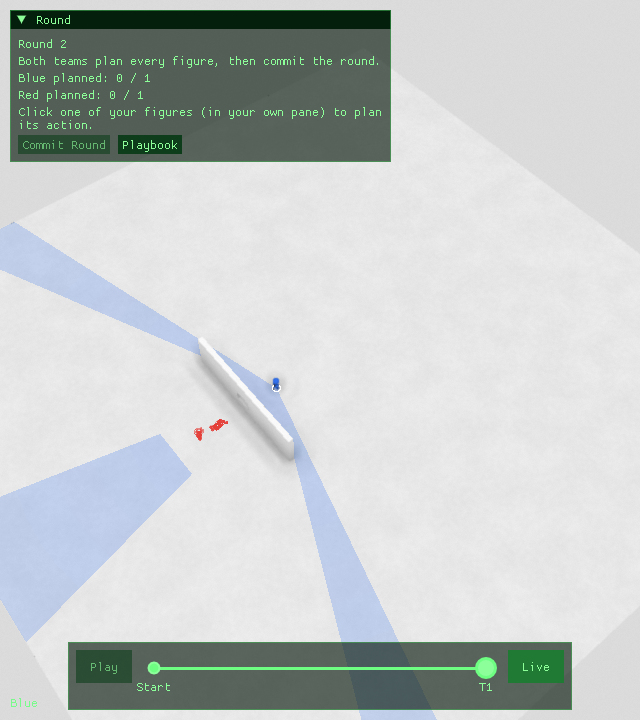 Round
Round 2
Both teams plan every figure, then commit the round.
Blue planned: 0 / 1
Red planned: 0 / 1
Click one of your figures (in your own pane) to plan
its action.
Commit Round Playbook
Play Live
Start T1
Blue